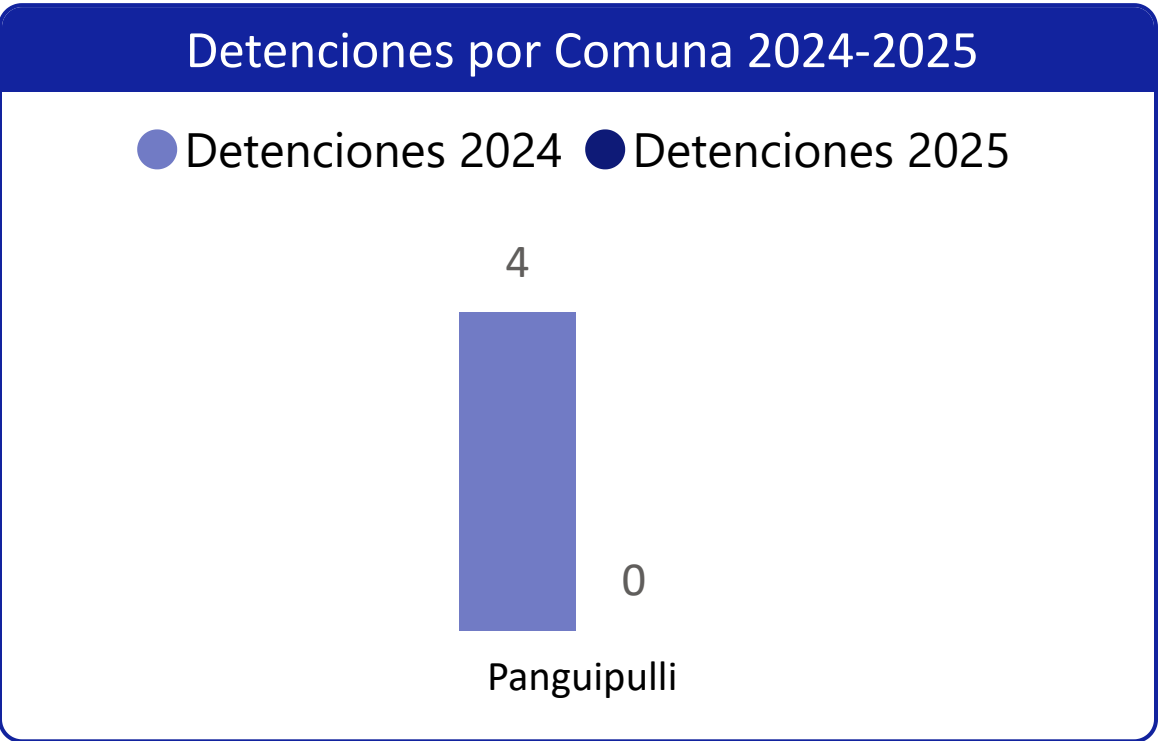 Detenciones por Comuna 2024-2025
Detenciones 2024 Detenciones 2025
4
0
Panguipulli